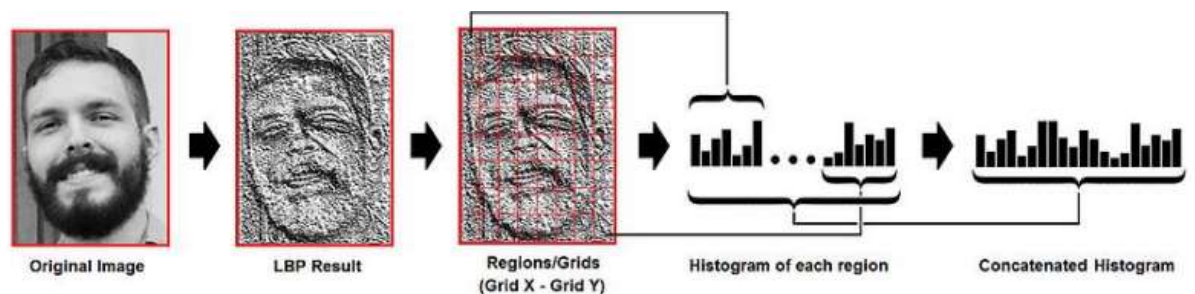 Original Image
LBP Result
Regions/Grids
(Grid X - Grid Y)
Histogram of each region
Concatenated Histogram